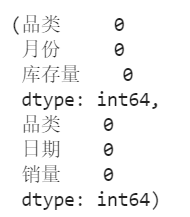 (品类     0
 月份     0
 库存量    0
 dtype: int64,
 品类    0
 日期    0
 销量    0
 dtype: int64)